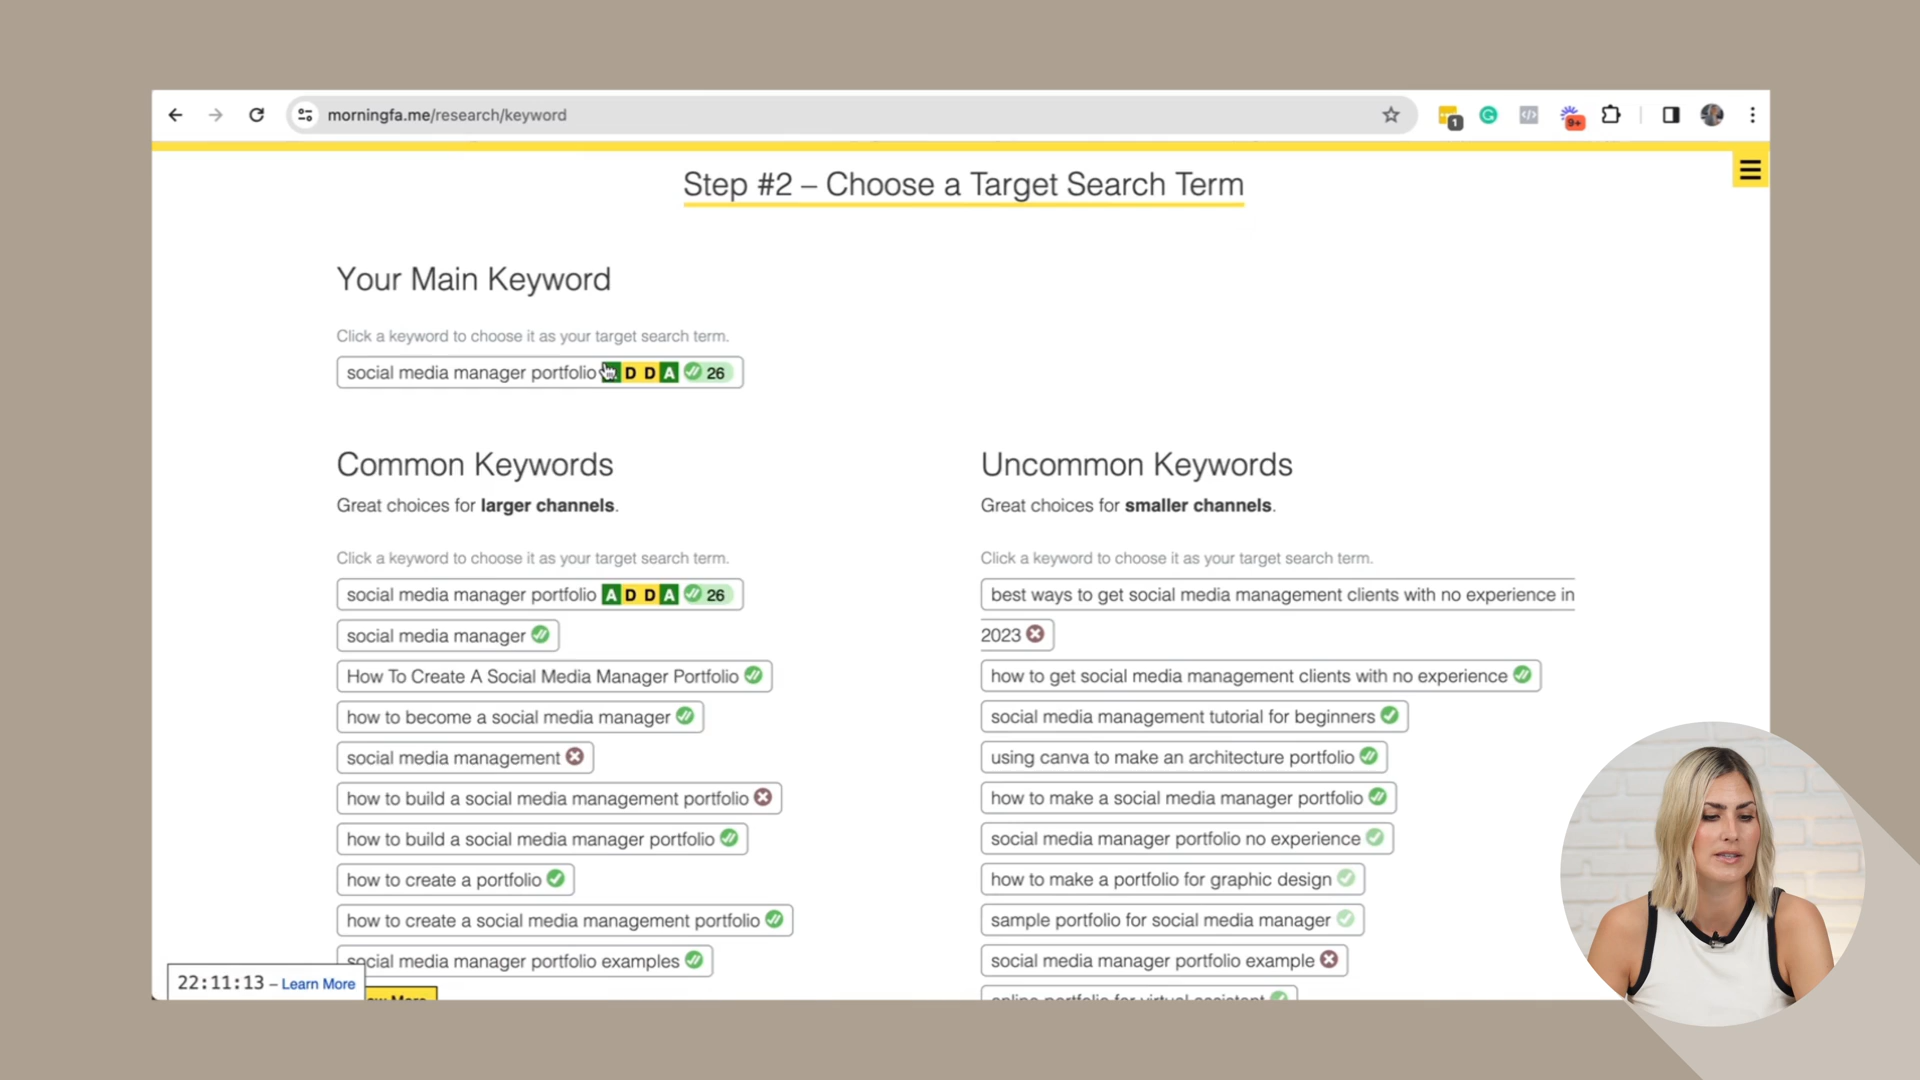 morningfa.me/research/keyword
1
9+
Step #2 – Choose a Target Search Term
Your Main Keyword
Click a keyword to choose it as your target search term.
social media manager portfolio D D A 26
Common Keywords
Great choices for larger channels.
Click a keyword to choose it as your target search term.
social media manager portfolio A D D A 26
social media manager
How To Create A Social Media Manager Portfolio
how to become a social media manager
social media management
how to build a social media management portfolio
how to build a social media manager portfolio
how to create a portfolio
how to create a social media management portfolio
social media manager portfolio examples
22:11:13 – Learn More
More
Uncommon Keywords
Great choices for smaller channels.
Click a keyword to choose it as your target search term.
best ways to get social media management clients with no experience in
2023
how to get social media management clients with no experience
social media management tutorial for beginners
using canva to make an architecture portfolio
how to make a social media manager portfolio
social media manager portfolio no experience
how to make a portfolio for graphic design
sample portfolio for social media manager
social media manager portfolio example
online portfolio for virtual assistant